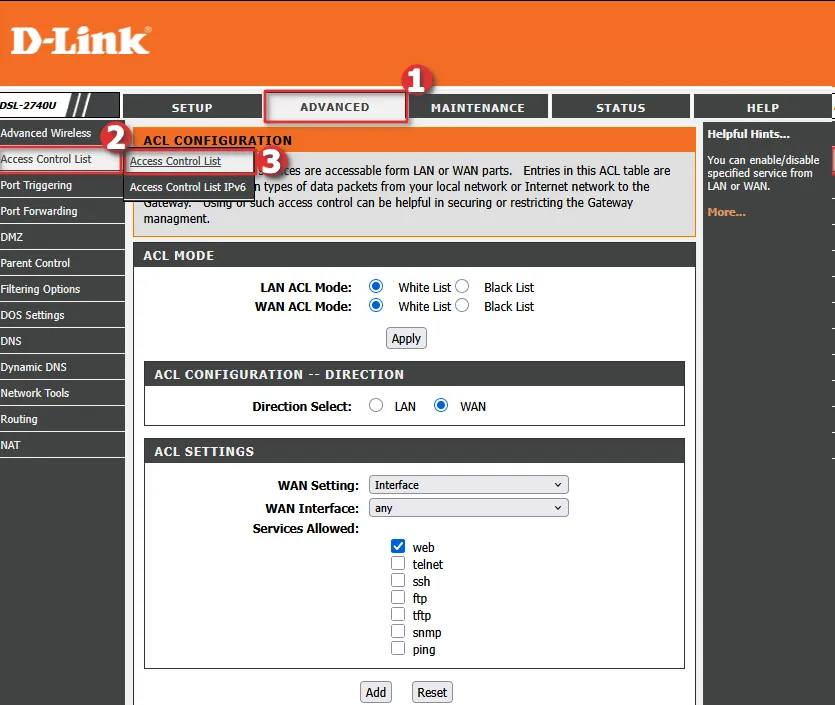 D-Link®
DSL-2740U
SETUP
ADVANCED
1
MAINTENANCE
STATUS
HELP
Advanced Wireless
2
Access Control List
Port Triggering
Port Forwarding
DMZ
Parent Control
Filtering Options
DOS Settings
DNS
Dynamic DNS
Network Tools
Routing
NAT
Access Control List
3
Access Control List IPv6
ACL CONFIGURATION
ices are accessable form LAN or WAN parts. Entries in this ACL table are
n types of data packets from your local network or Internet network to the
Gateway. Using of such access control can be helpful in securing or restricting the Gateway
managment.
ACL MODE
LAN ACL Mode: White List Black List
WAN ACL Mode: White List Black List
Apply
ACL CONFIGURATION -- DIRECTION
Direction Select: LAN WAN
ACL SETTINGS
WAN Setting: Interface
WAN Interface: any
Services Allowed:
web
telnet
ssh
ftp
tftp
snmp
ping
Add Reset
Helpful Hints...
You can enable/disable
specified service from
LAN or WAN.
More...